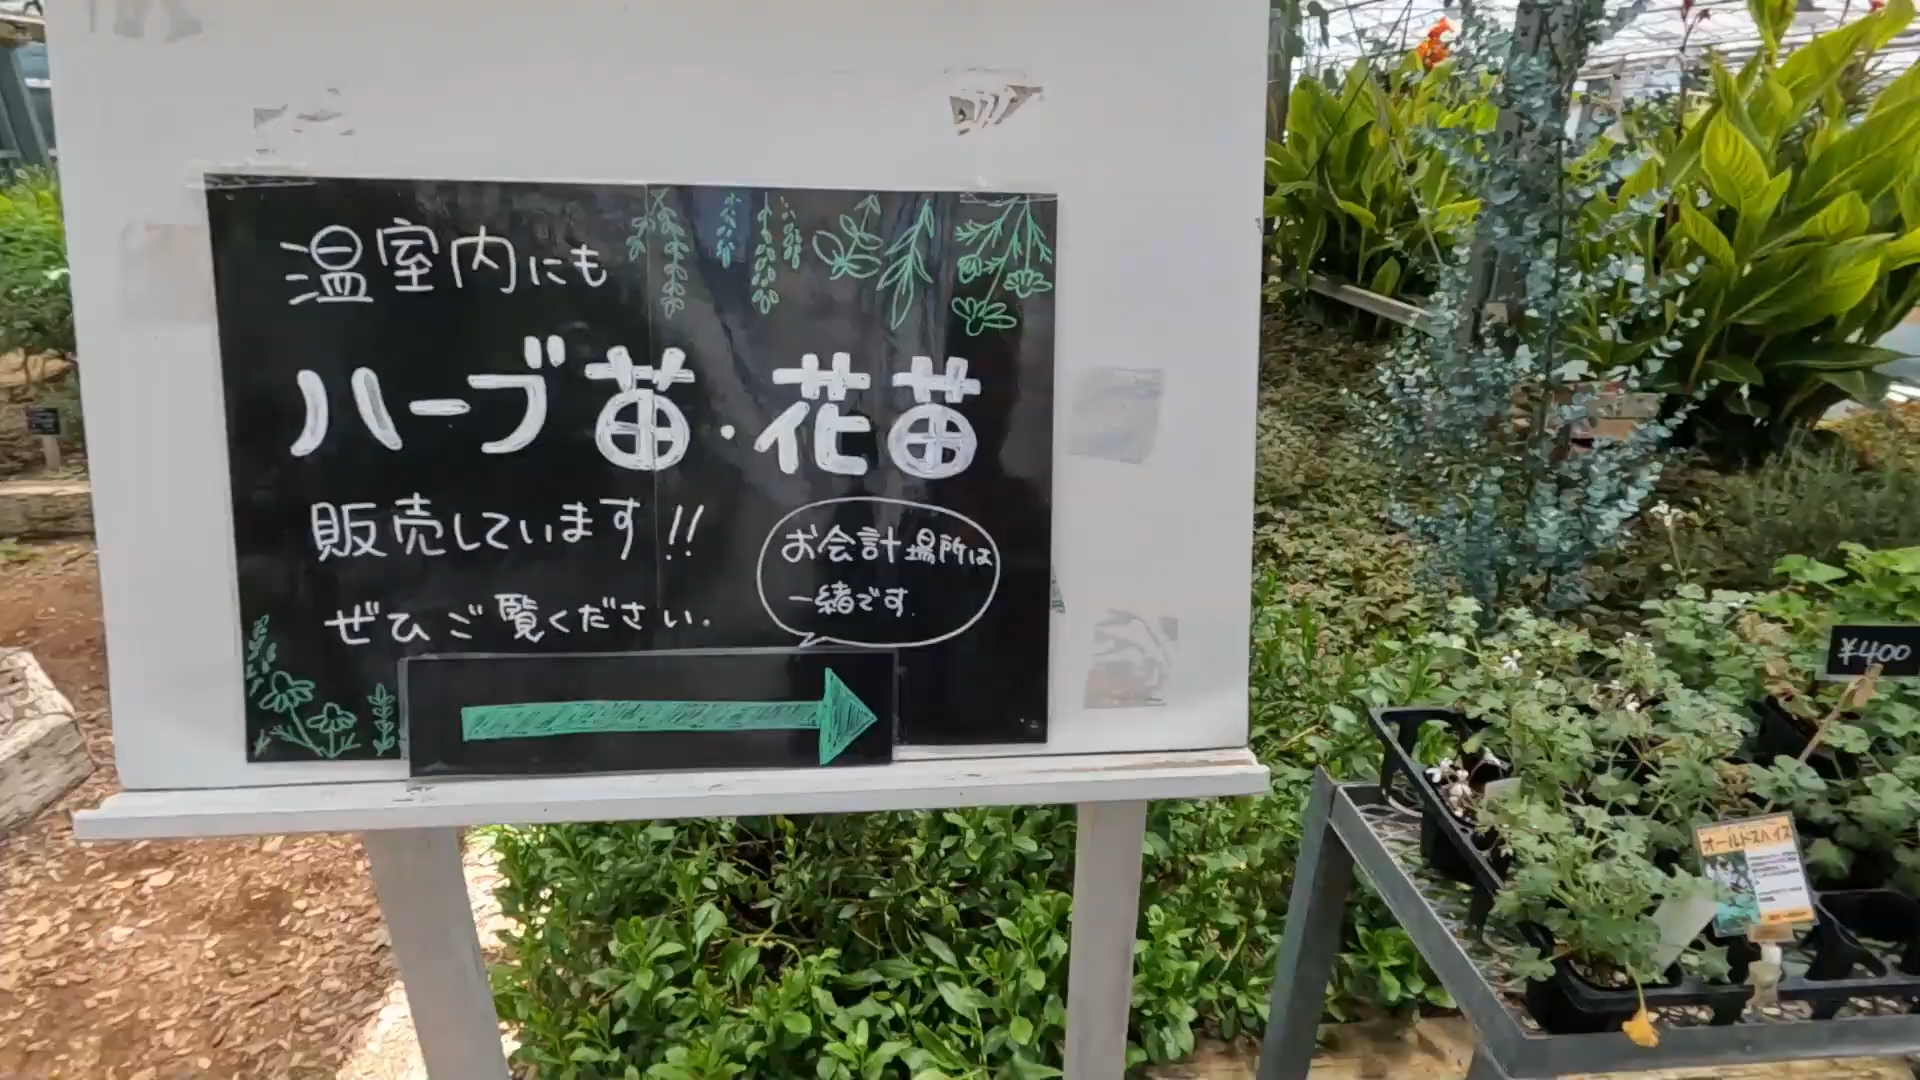 温室内にも
ハーブ苗・花苗
販売しています!!
ぜひご覧ください.
お会計場所は
一緒です.
¥400
オールドスパイス